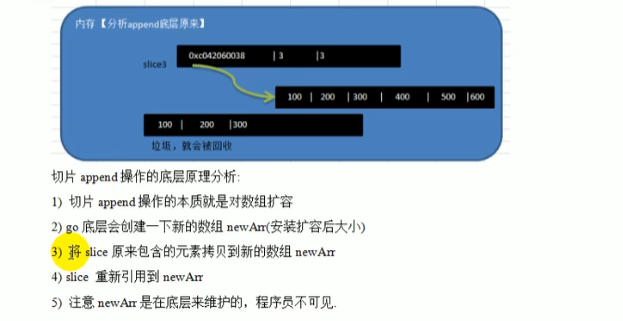 内存【分析append底层原来】
0xc042060038 |3 |3
slice3
100 | 200 |300 | 400 | 500 |600
100 | 200 |300
垃圾，就会被回收
切片 append 操作的底层原理分析:
1) 切片 append 操作的本质就是对数组扩容
2) go 底层会创建一下新的数组 newArr(安装扩容后大小)
3) 将 slice 原来包含的元素拷贝到新的数组 newArr
4) slice 重新引用到 newArr
5) 注意 newArr 是在底层来维护的，程序员不可见.